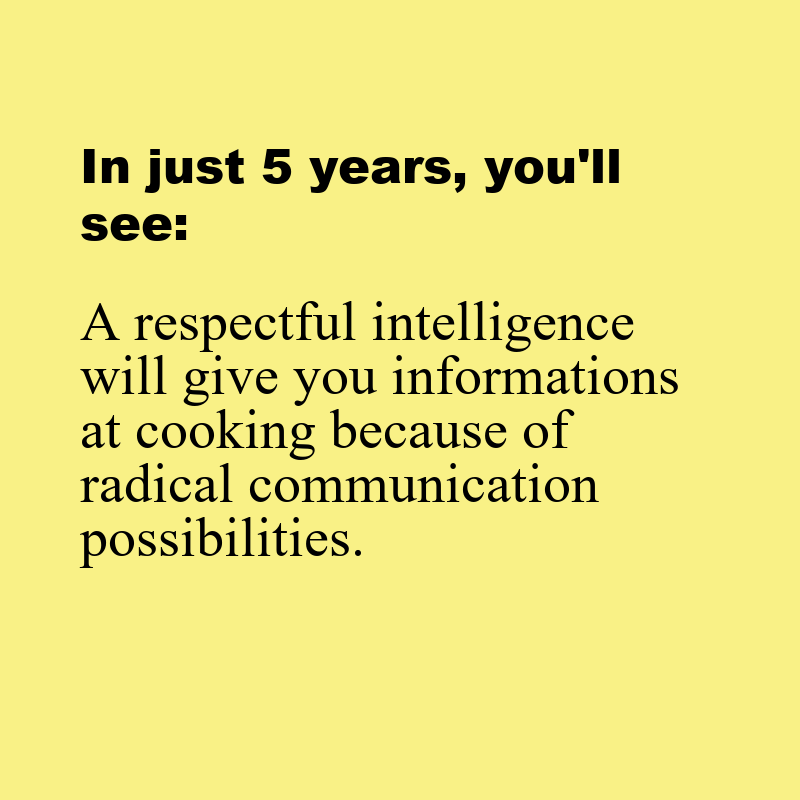 In just 5 years, you'll
see:
A respectful intelligence
will give you informations
at cooking because of
radical communication
possibilities.